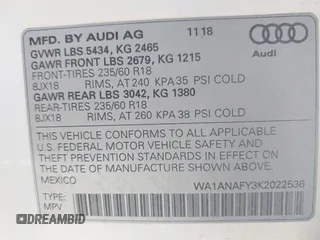 MFD. BY AUDI AG 11 18
GVWR LBS 5434, KG 2465
GAWR FRONT LBS 2679, KG 1215
FRONT-TIRES 235/60 R18
8JX18 RIMS, AT 240 KPA 35 PSI COLD
GAWR REAR LBS 3042, KG 1380
REAR-TIRES 235/60 R18
8JX18 RIMS, AT 260 KPA 38 PSI COLD
Audi
THIS VEHICLE CONFORMS TO ALL APPLICABLE
U.S. FEDERAL MOTOR VEHICLE SAFETY AND
THEFT PREVENTION STANDARDS IN EFFECT ON
THE DATE OF MANUFACTURE SHOWN ABOVE.
MEXICO WA1ANAFY3K2022536
TYPE:
MPV
DREAMBID